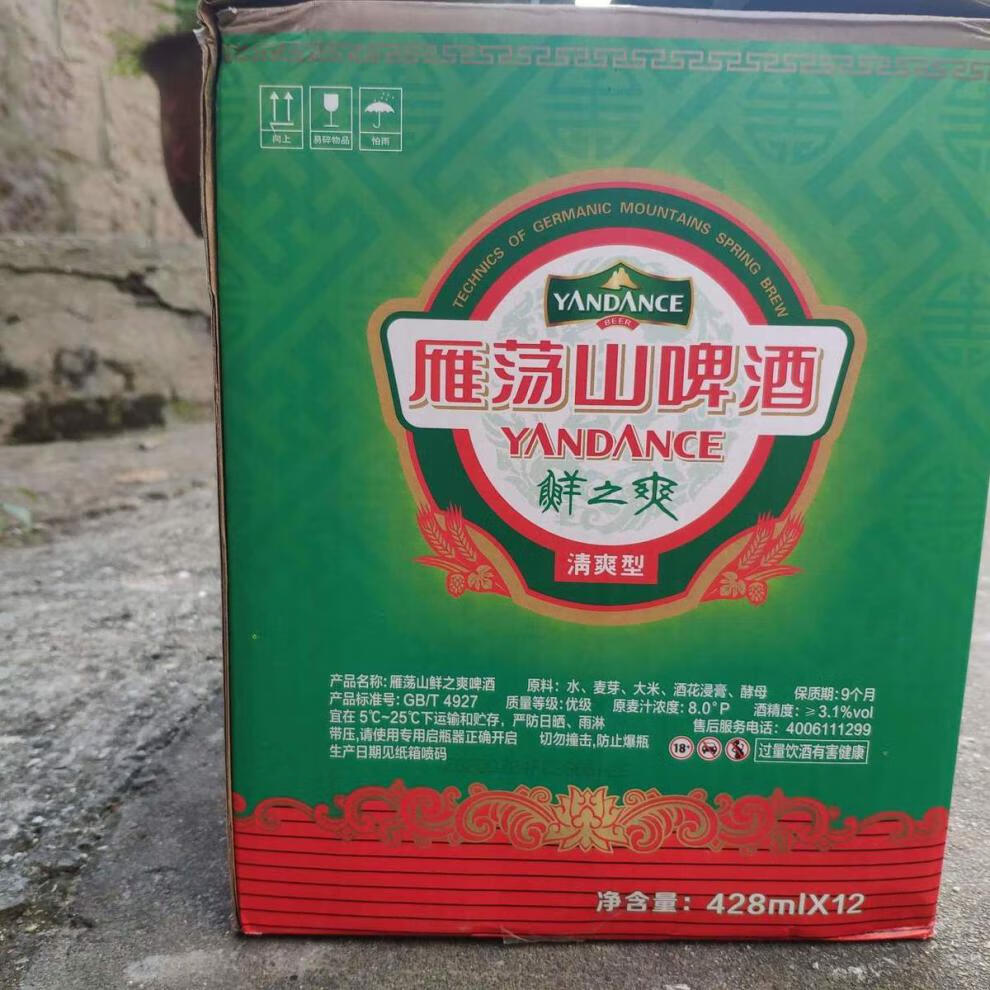 向上 易碎物品 怕雨
TECHNICS OF GERMANIC MOUNTAINS SPRING BREW
YANDANCE
BEER
雁荡山啤酒
YANDANCE
鲜之爽
清爽型
产品名称:雁荡山鲜之爽啤酒 原料: 水、麦芽、大米、酒花浸膏、酵母 保质期:9个月
产品标准号: GB/T 4927 质量等级:优级 原麦汁浓度: 8.0°P 酒精度: ≥3.1%vol
宜在 5℃~25℃下运输和贮存，严防日晒、雨淋 售后服务电话: 4006111299
带压,请使用专用启瓶器正确开启 切勿撞击,防止爆瓶 18+ 过量饮酒有害健康
生产日期见纸箱喷码
净含量: 428mlX12